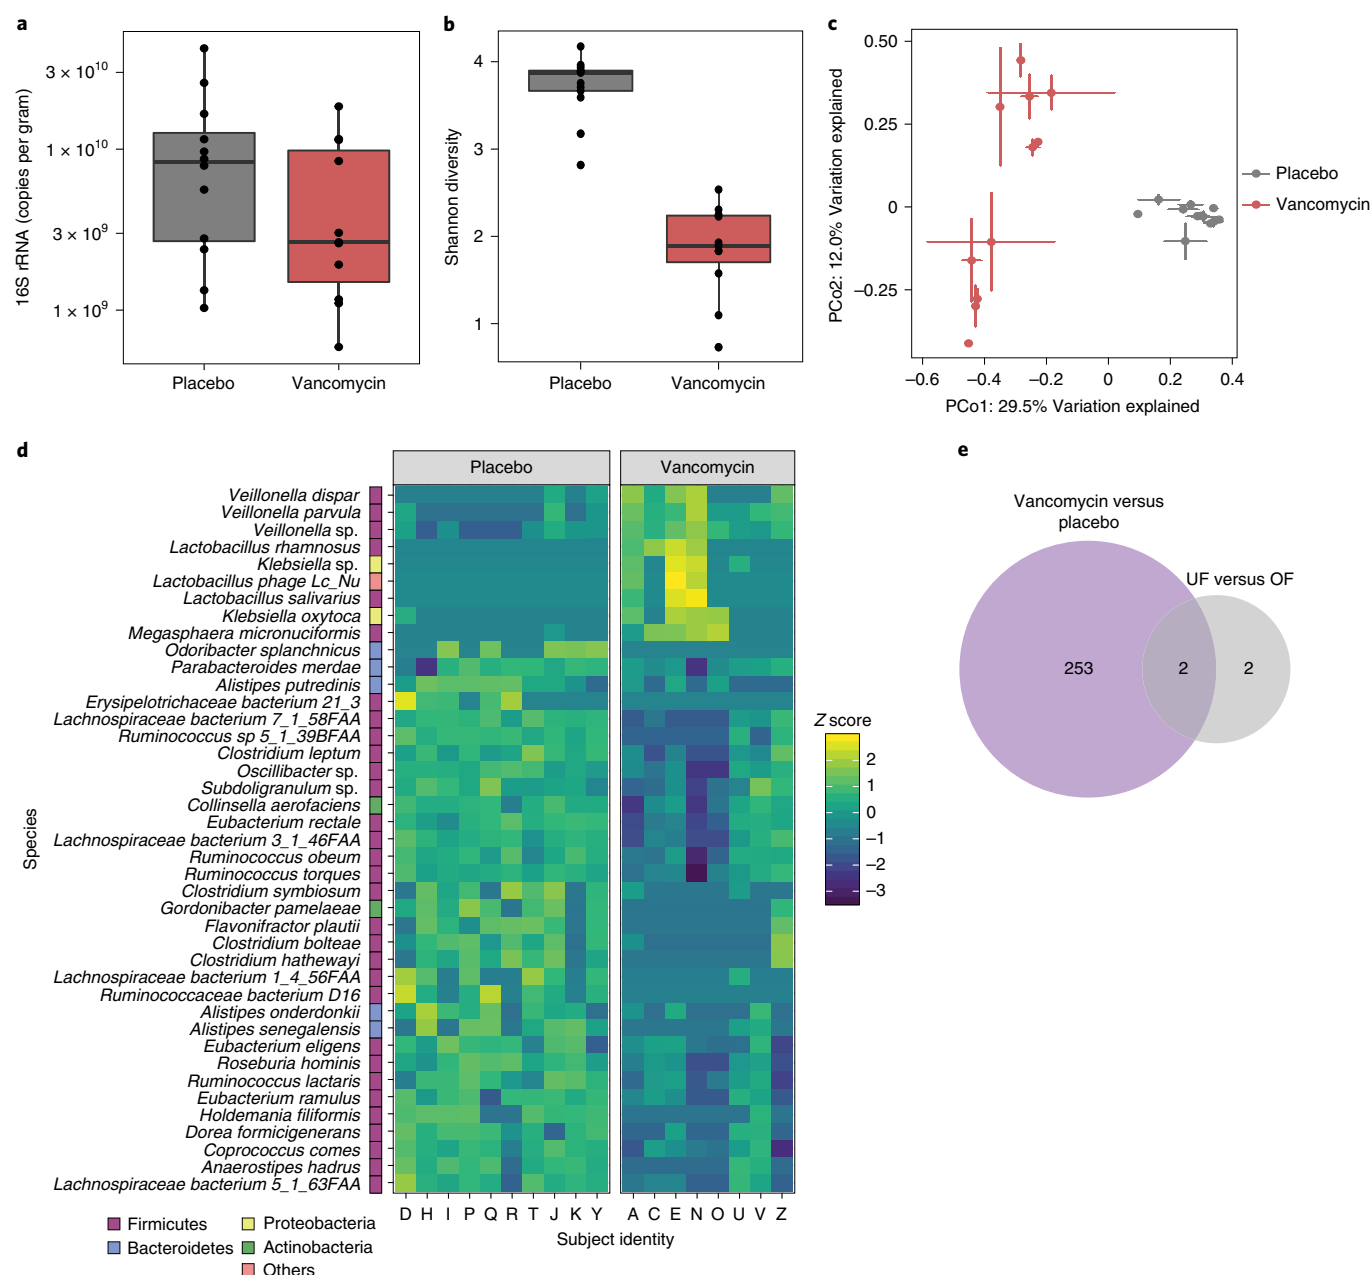 a
16S rRNA (copies per gram)
3 × 10¹⁰
1 × 10¹⁰
3 × 10⁹
1 × 10⁹
Placebo
Vancomycin
b
Shannon diversity
4
3
2
1
Placebo
Vancomycin
c
PCo2: 12.0% Variation explained
0.50
0.25
0
–0.25
–0.6
–0.4
–0.2
0
0.2
0.4
PCo1: 29.5% Variation explained
Placebo
Vancomycin
d
Placebo
Vancomycin
Species
Veillonella dispar
Veillonella parvula
Veillonella sp.
Lactobacillus rhamnosus
Klebsiella sp.
Lactobacillus phage Lc_Nu
Lactobacillus salivarius
Klebsiella oxytoca
Megasphaera micronuciformis
Odoribacter splanchnicus
Parabacteroides merdae
Alistipes putredinis
Erysipelotrichaceae bacterium 21_3
Lachnospiraceae bacterium 7_1_58FAA
Ruminococcus sp 5_1_39BFAA
Clostridium leptum
Oscillibacter sp.
Subdoligranulum sp.
Collinsella aerofaciens
Eubacterium rectale
Lachnospiraceae bacterium 3_1_46FAA
Ruminococcus obeum
Ruminococcus torques
Clostridium symbiosum
Gordonibacter pamelaeae
Flavonifractor plautii
Clostridium bolteae
Clostridium hathewayi
Lachnospiraceae bacterium 1_4_56FAA
Ruminococcaceae bacterium D16
Alistipes onderdonkii
Alistipes senegalensis
Eubacterium eligens
Roseburia hominis
Ruminococcus lactaris
Eubacterium ramulus
Holdemania filiformis
Dorea formicigenerans
Coprococcus comes
Anaerostipes hadrus
Lachnospiraceae bacterium 5_1_63FAA
D H I P Q R T J K Y
A C E N O U V Z
Subject identity
Firmicutes
Bacteroidetes
Proteobacteria
Actinobacteria
Others
Z score
2
1
0
–1
–2
–3
e
Vancomycin versus
placebo
UF versus OF
253
2
2